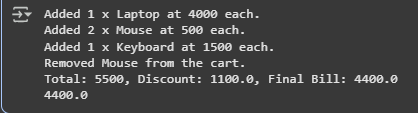 Added 1 x Laptop at 4000 each.
Added 2 x Mouse at 500 each.
Added 1 x Keyboard at 1500 each.
Removed Mouse from the cart.
Total: 5500, Discount: 1100.0, Final Bill: 4400.0
4400.0